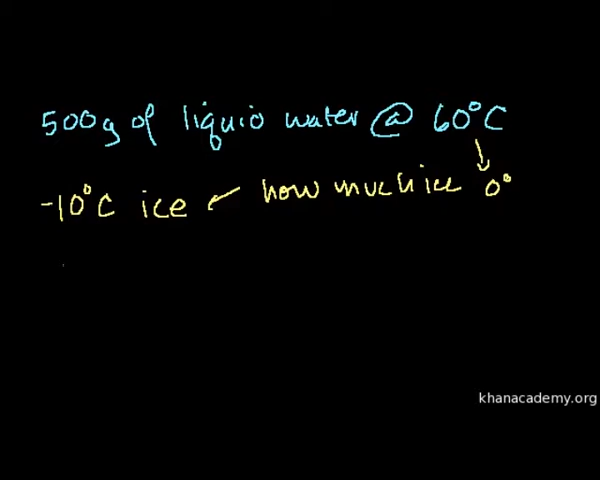 500g of liquid water @ 60°C
-10°C ice how much ice 0°
khanacademy.org